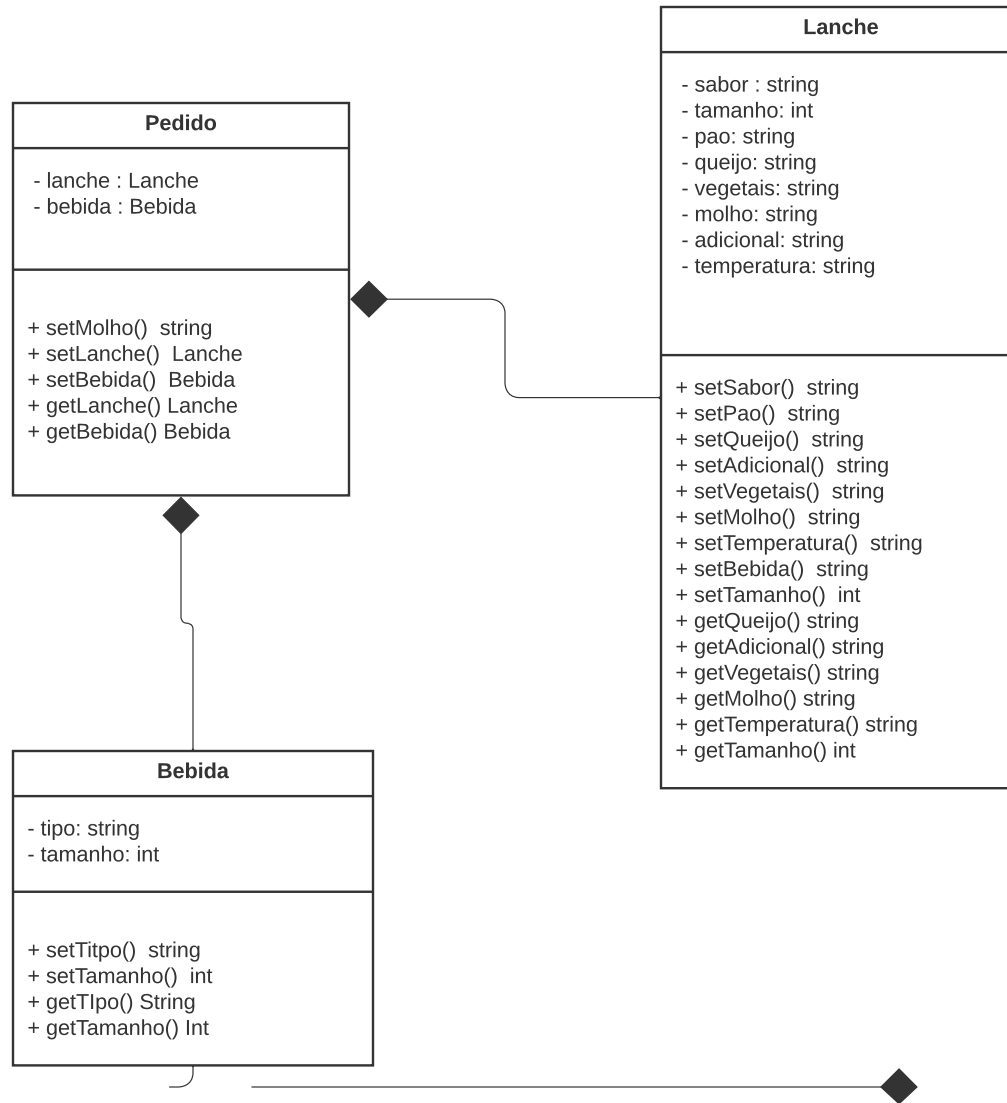 Pedido
- lanche : Lanche
- bebida : Bebida
+ setMolho()  string
+ setLanche()  Lanche
+ setBebida()  Bebida
+ getLanche() Lanche
+ getBebida() Bebida
Lanche
- sabor : string
- tamanho: int
- pao: string
- queijo: string
- vegetais: string
- molho: string
- adicional: string
- temperatura: string
+ setSabor()  string
+ setPao()  string
+ setQueijo()  string
+ setAdicional()  string
+ setVegetais()  string
+ setMolho()  string
+ setTemperatura()  string
+ setBebida()  string
+ setTamanho()  int
+ getQueijo() string
+ getAdicional() string
+ getVegetais() string
+ getMolho() string
+ getTemperatura() string
+ getTamanho() int
Bebida
- tipo: string
- tamanho: int
+ setTitpo()  string
+ setTamanho()  int
+ getTIpo() String
+ getTamanho() Int